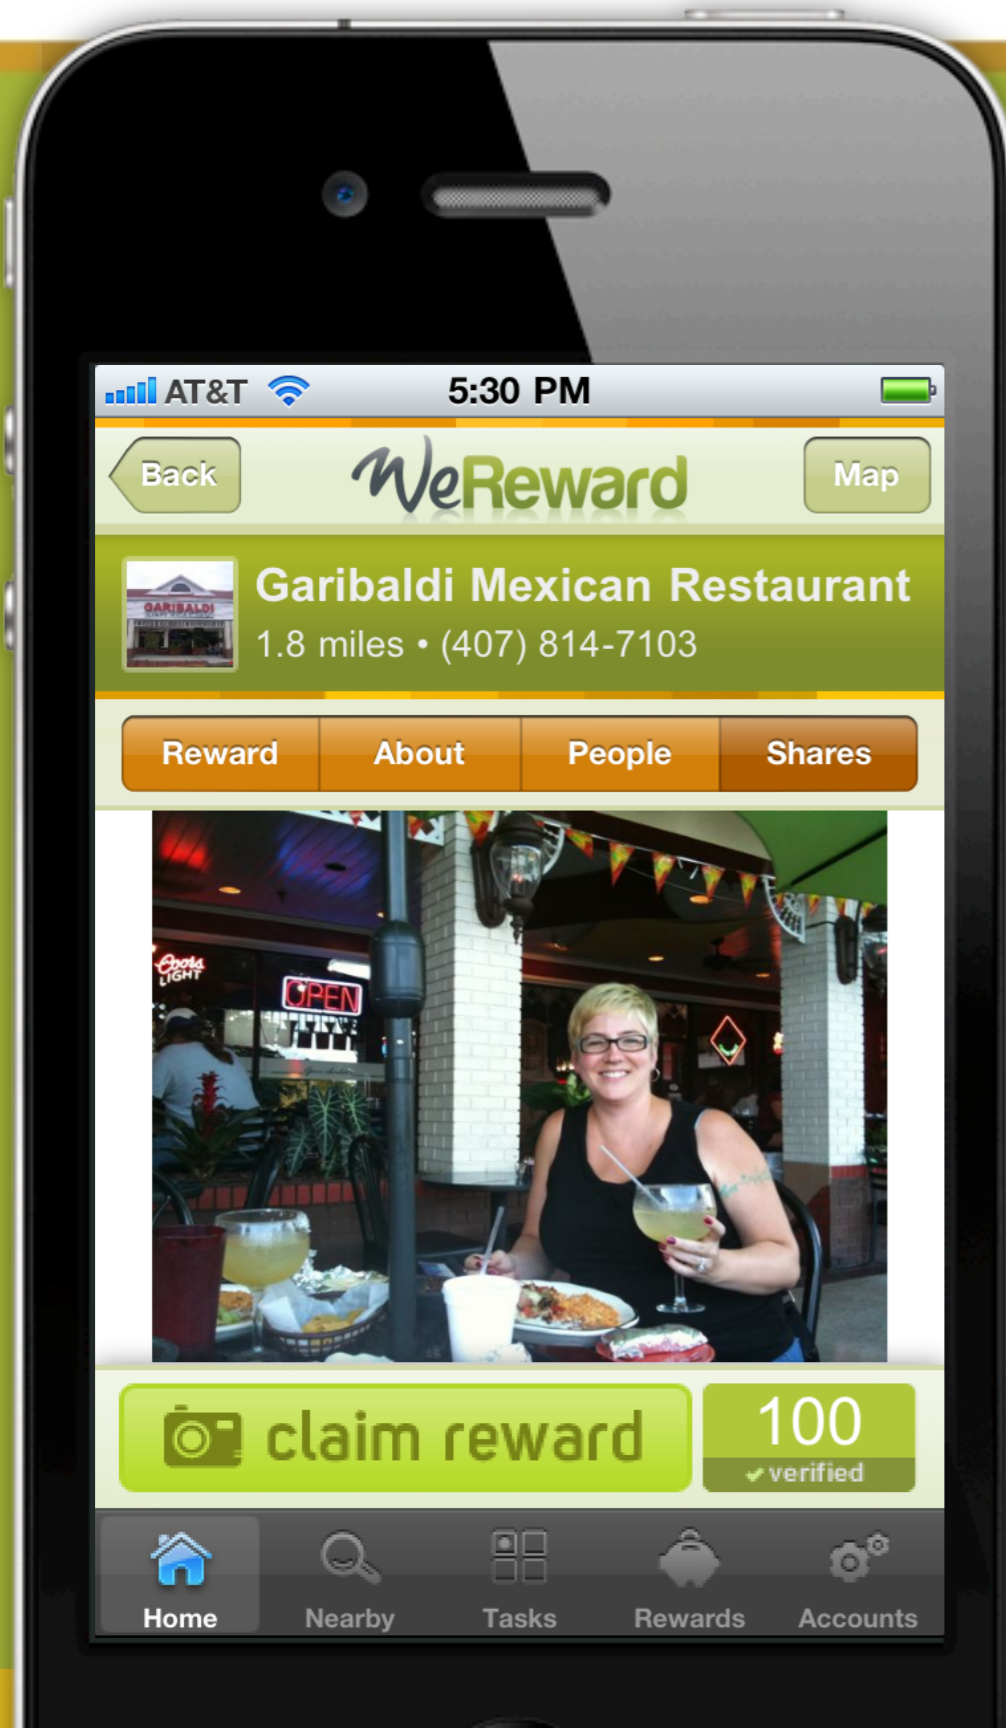 AT&T 5:30 PM
Back WeReward Map
GARIBALDI
Garibaldi Mexican Restaurant
1.8 miles • (407) 814-7103
Reward About People Shares
Coors
LIGHT
OPEN
claim reward
100
verified
Home Nearby Tasks Rewards Accounts